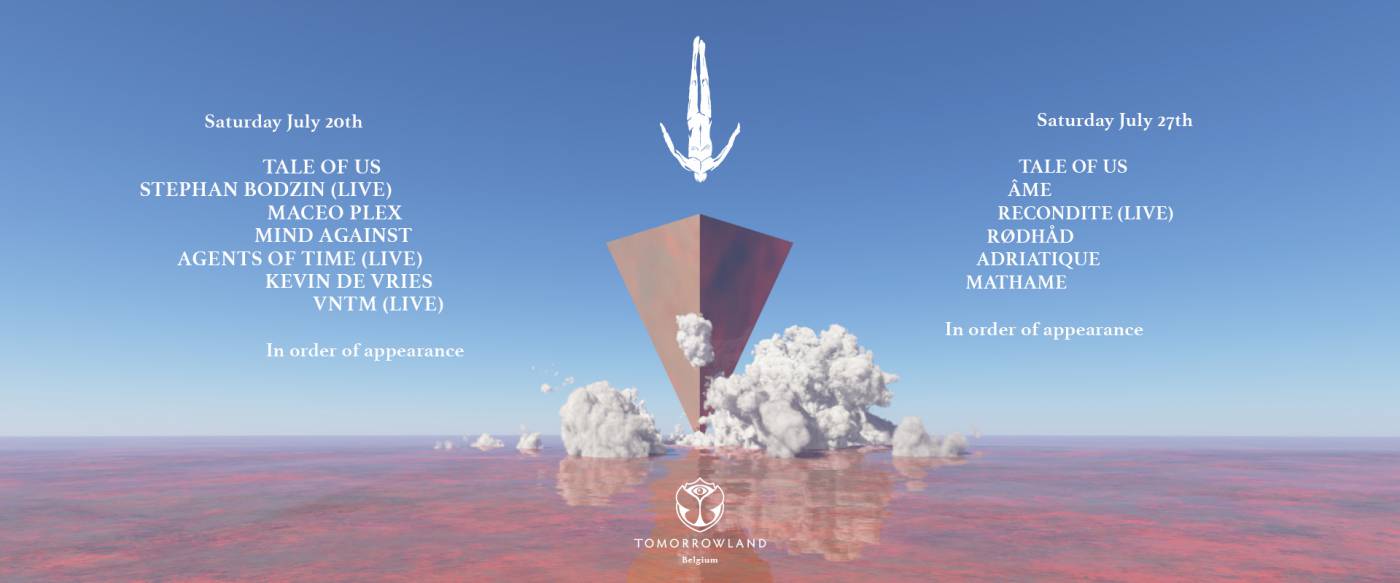 Saturday July 20th
TALE OF US
STEPHAN BODZIN (LIVE)
MACEO PLEX
MIND AGAINST
AGENTS OF TIME (LIVE)
KEVIN DE VRIES
VNTM (LIVE)
In order of appearance
Saturday July 27th
TALE OF US
ÂME
RECONDITE (LIVE)
RØDHÅD
ADRIATIQUE
MATHAME
In order of appearance
TOMORROWLAND
Belgium